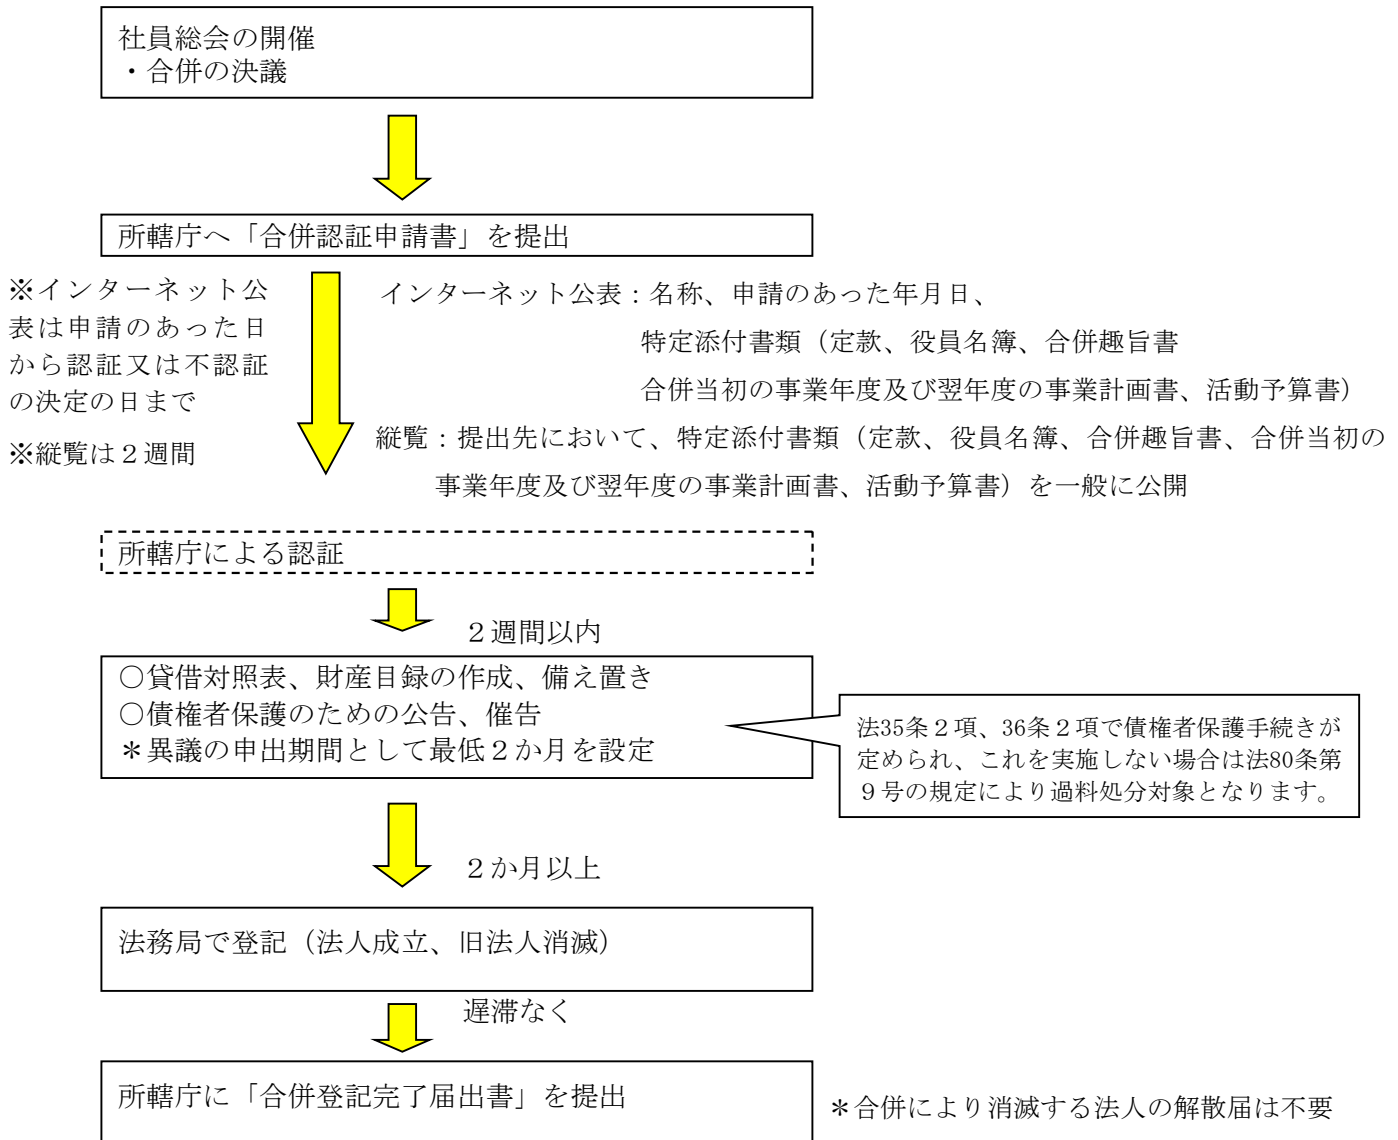 社員総会の開催
・合併の決議
所轄庁へ「合併認証申請書」を提出
※インターネット公
表は申請のあった日
から認証又は不認証
の決定の日まで
※縦覧は２週間
インターネット公表：名称、申請のあった年月日、
特定添付書類（定款、役員名簿、合併趣旨書
合併当初の事業年度及び翌年度の事業計画書、活動予算書）
縦覧：提出先において、特定添付書類（定款、役員名簿、合併趣旨書、合併当初の
事業年度及び翌年度の事業計画書、活動予算書）を一般に公開
所轄庁による認証
２週間以内
○貸借対照表、財産目録の作成、備え置き
○債権者保護のための公告、催告
＊異議の申出期間として最低２か月を設定
法35条２項、36条２項で債権者保護手続きが
定められ、これを実施しない場合は法80条第
９号の規定により過料処分対象となります。
２か月以上
法務局で登記（法人成立、旧法人消滅）
遅滞なく
所轄庁に「合併登記完了届出書」を提出
＊合併により消滅する法人の解散届は不要